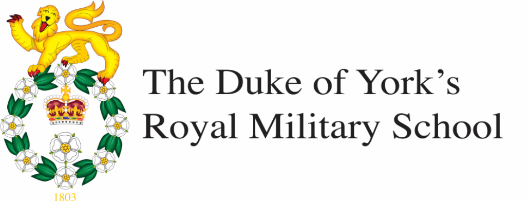 The Duke of York's
Royal Military School
1803